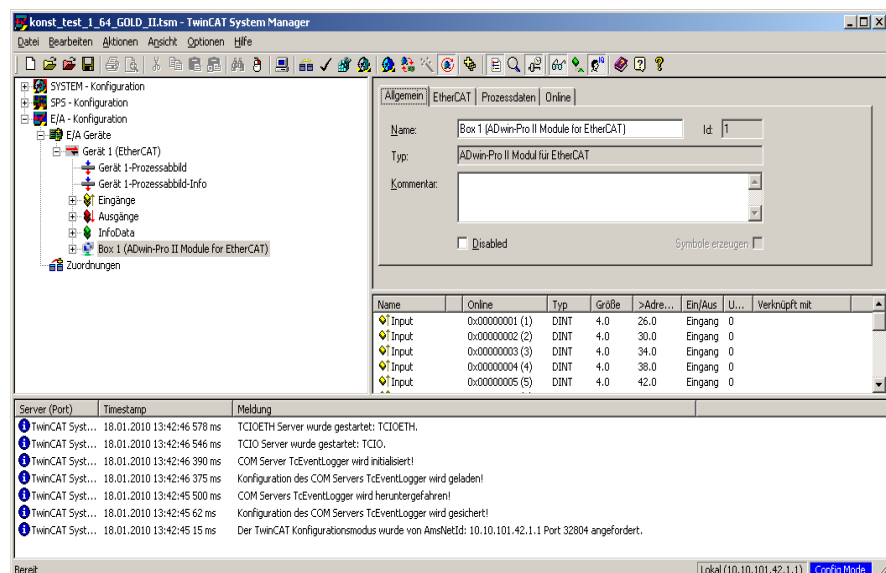 konst_test_1_64_GOLD_II.tsm - TwinCAT System Manager
Datei Bearbeiten Aktionen Ansicht Optionen Hilfe
SYSTEM - Konfiguration
SPS - Konfiguration
E/A - Konfiguration
E/A Geräte
Gerät 1 (EtherCAT)
Gerät 1-Prozessabbild
Gerät 1-Prozessabbild-Info
Eingänge
Ausgänge
InfoData
Box 1 (ADwin-Pro II Module for EtherCAT)
Zuordnungen
Allgemein EtherCAT Prozessdaten Online
Name: Box 1 (ADwin-Pro II Module for EtherCAT) Id: 1
Typ: ADwin-Pro II Modul für EtherCAT
Kommentar:
Disabled Symbole erzeugen
Name Online Typ Größe >Adre... Ein/Aus U... Verknüpft mit
Input 0x00000001 (1) DINT 4.0 26.0 Eingang 0
Input 0x00000002 (2) DINT 4.0 30.0 Eingang 0
Input 0x00000003 (3) DINT 4.0 34.0 Eingang 0
Input 0x00000004 (4) DINT 4.0 38.0 Eingang 0
Input 0x00000005 (5) DINT 4.0 42.0 Eingang 0
Server (Port) Timestamp Meldung
TwinCAT Syst... 18.01.2010 13:42:46 578 ms TCIOETH Server wurde gestartet: TCIOETH.
TwinCAT Syst... 18.01.2010 13:42:46 546 ms TCIO Server wurde gestartet: TCIO.
TwinCAT Syst... 18.01.2010 13:42:46 390 ms COM Server TcEventLogger wird initialisiert!
TwinCAT Syst... 18.01.2010 13:42:46 375 ms Konfiguration des COM Servers TcEventLogger wird geladen!
TwinCAT Syst... 18.01.2010 13:42:45 500 ms COM Servers TcEventLogger wird heruntergefahren!
TwinCAT Syst... 18.01.2010 13:42:45 62 ms Konfiguration des COM Servers TcEventLogger wird gesichert!
TwinCAT Syst... 18.01.2010 13:42:45 15 ms Der TwinCAT Konfigurationsmodus wurde von AmsNetId: 10.10.101.42.1.1 Port 32804 angefordert.
Bereit Lokal (10.10.101.42.1.1) Config Mode